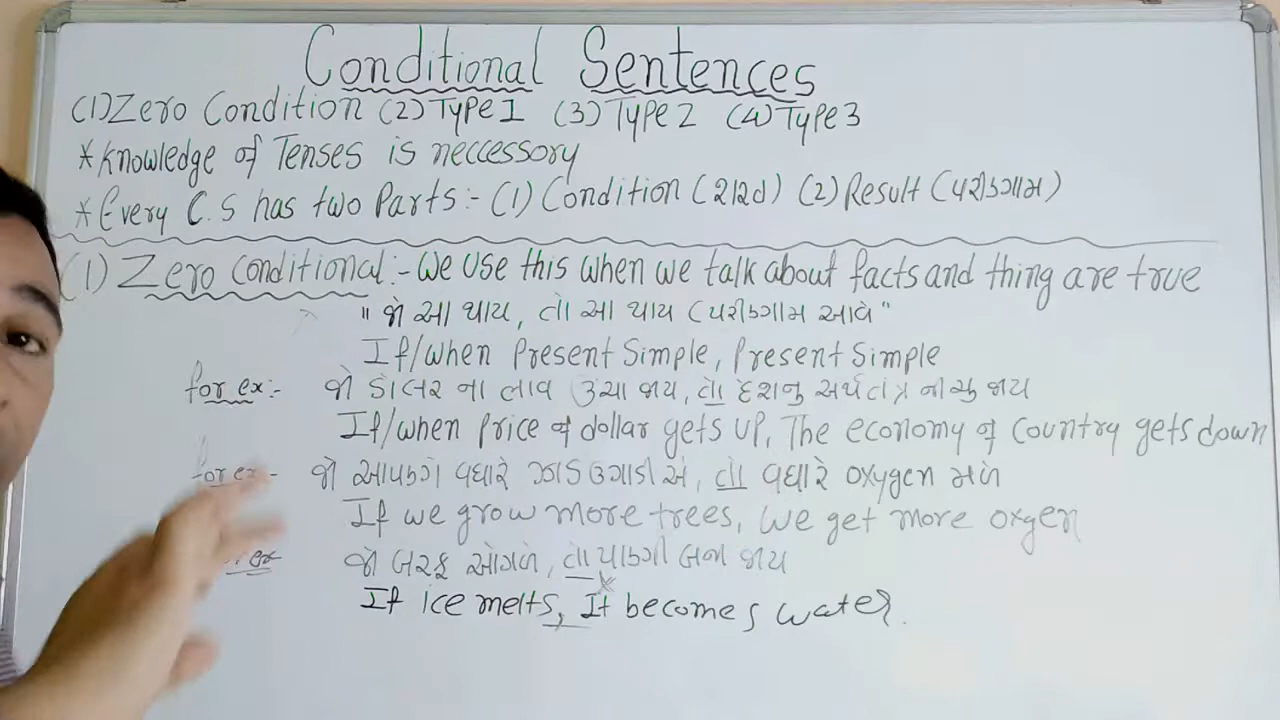 Conditional Sentences
(1) Zero Condition (2) Type 1 (3) Type 2 (4) Type 3
* Knowledge of Tenses is neccessory
* Every C.S has two Parts :- (1) Condition (શરત) (2) Result (પરીણામ)
(1) Zero Conditional :- We use this when we talk about facts and thing are true
"જો આ થાય, તો આ થાય (પરીણામ આવે"
If/when Present Simple, Present Simple
for ex :- જો ડોલર ના ભાવ ઉંચા જાય, તો દેશનુ અર્થતંત્ર નીચુ જાય
If/when Price of dollar gets up, The economy of country gets down
for ex :- જો આપણે વધારે ઝાડ ઉગાડીએ, તો વધારે oxygen મળે
If we grow more trees, we get more oxgen
ex જો બરફ ઓગળે, તો પાણી બની જાય
If ice melts, It becomes water.